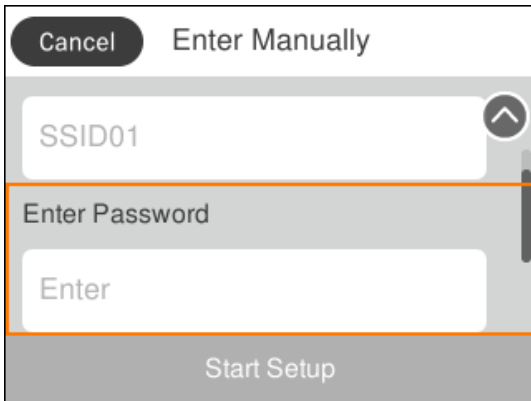 Cancel Enter Manually
SSID01
Enter Password
Enter
Start Setup